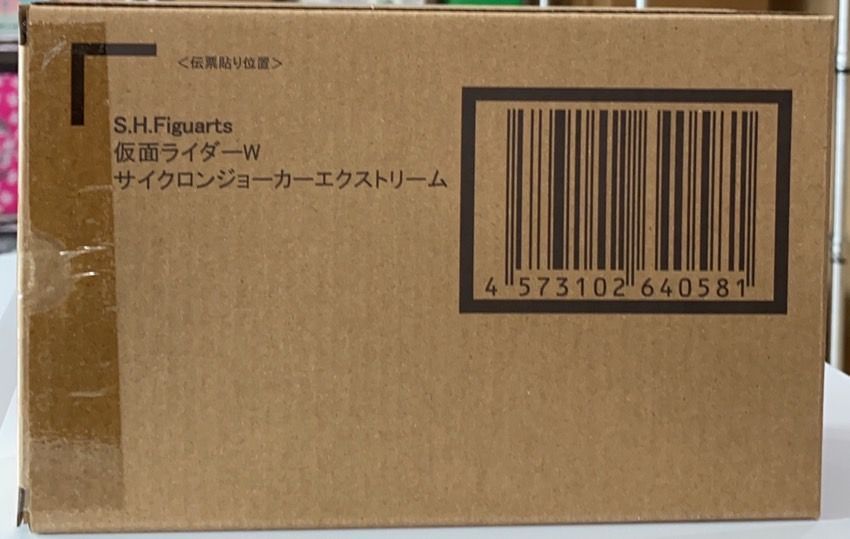 <伝票貼り位置>
S.H.Figuarts
仮面ライダーW
サイクロンジョーカーエクストリーム
4 573102 640581